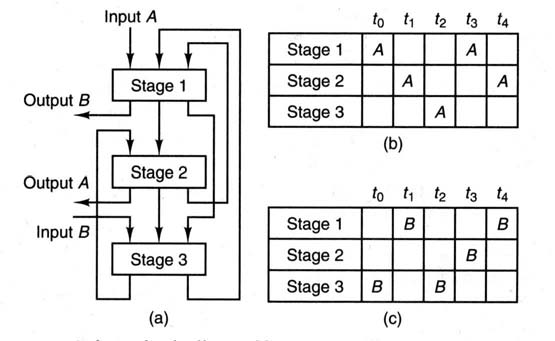 Input A
Stage 1
Output B
Stage 2
Output A
Input B
Stage 3
(a)
t0 t1 t2 t3 t4
Stage 1 A A
Stage 2 A A
Stage 3 A
(b)
t0 t1 t2 t3 t4
Stage 1 B B
Stage 2 B
Stage 3 B B
(c)